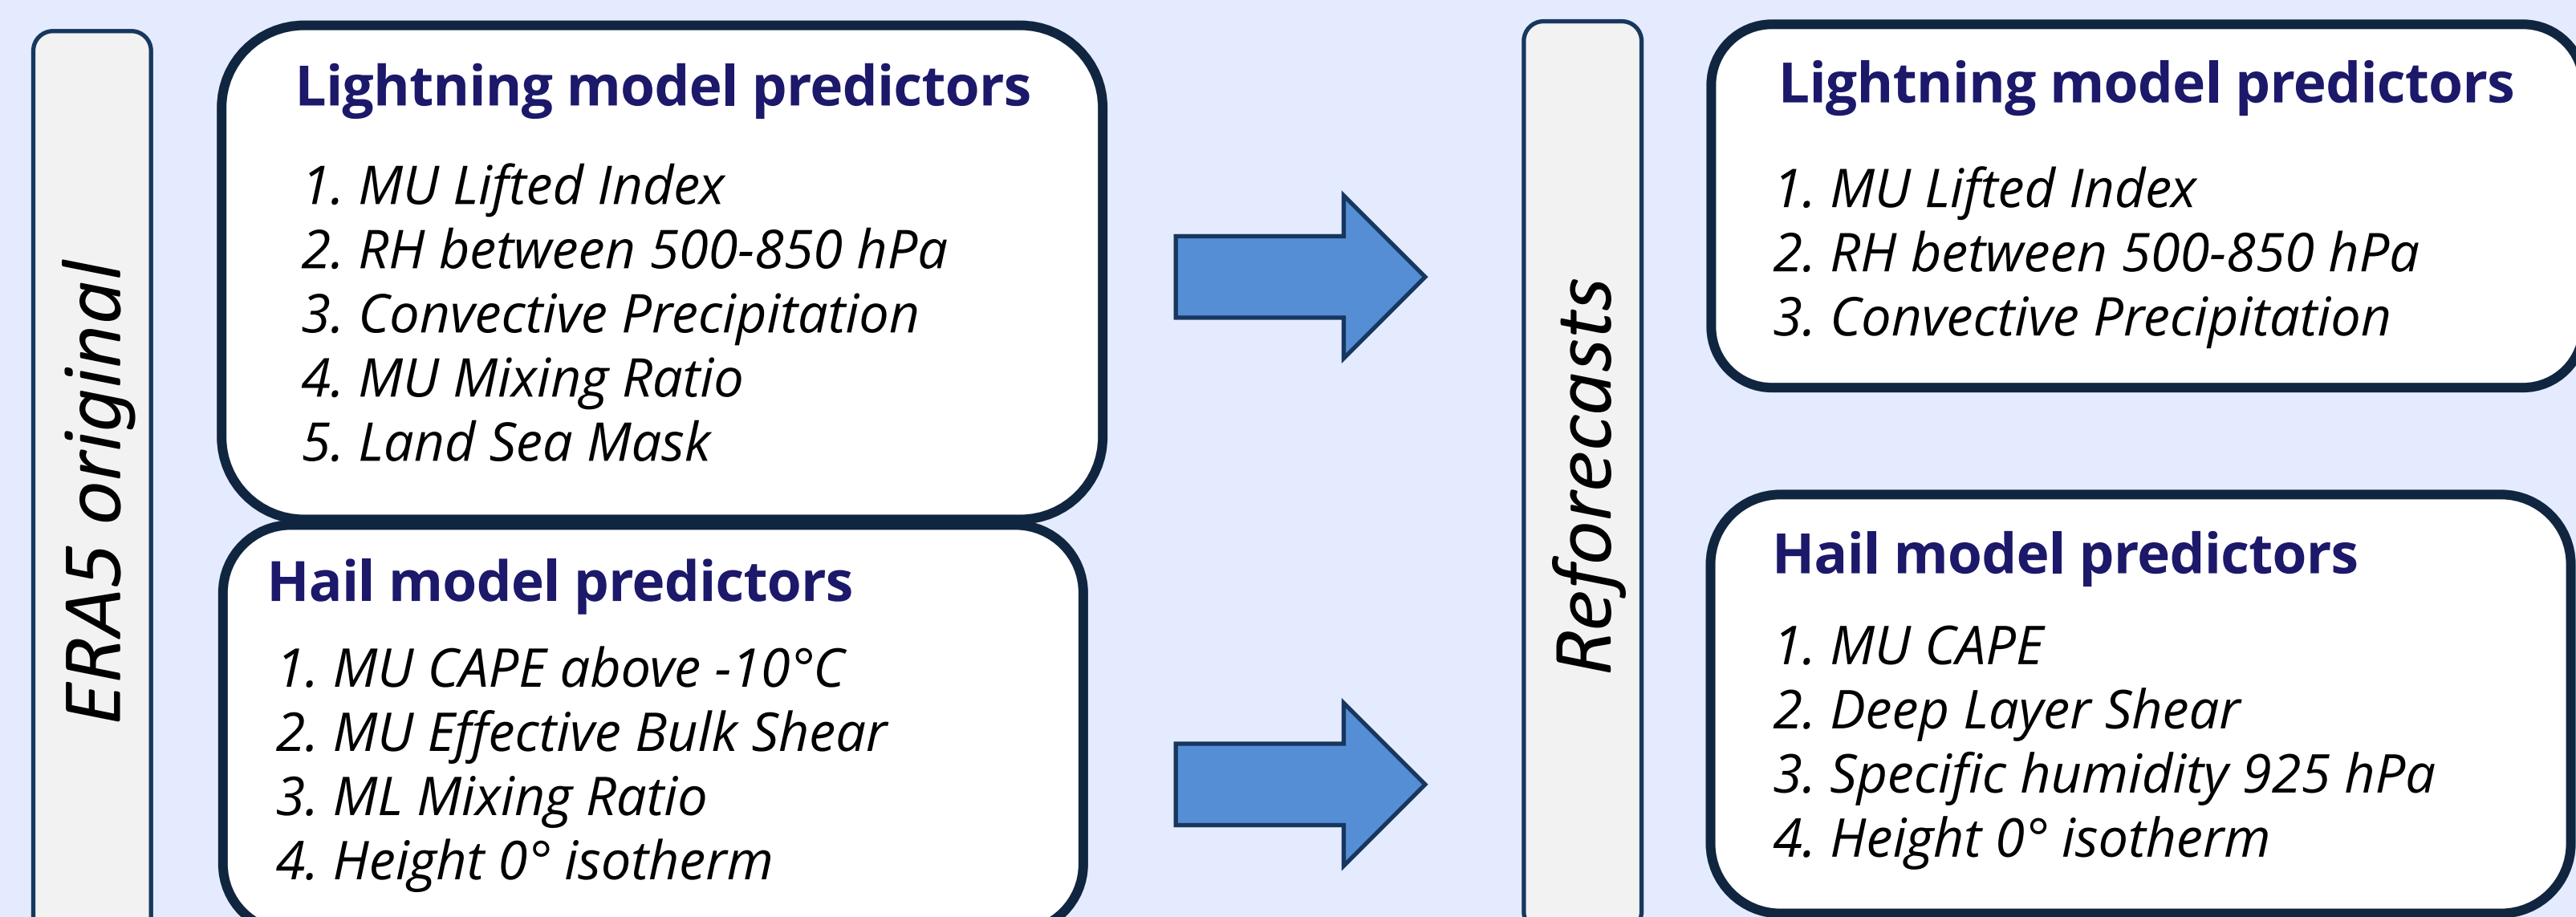 ERA5 original
Lightning model predictors
1. MU Lifted Index
2. RH between 500-850 hPa
3. Convective Precipitation
4. MU Mixing Ratio
5. Land Sea Mask
Hail model predictors
1. MU CAPE above -10°C
2. MU Effective Bulk Shear
3. ML Mixing Ratio
4. Height 0° isotherm
Reforecasts
Lightning model predictors
1. MU Lifted Index
2. RH between 500-850 hPa
3. Convective Precipitation
Hail model predictors
1. MU CAPE
2. Deep Layer Shear
3. Specific humidity 925 hPa
4. Height 0° isotherm